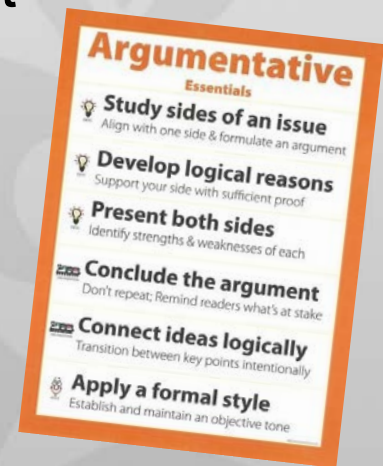 Argumentative
Essentials
Study sides of an issue
Align with one side & formulate an argument
Develop logical reasons
Support your side with sufficient proof
Present both sides
Identify strengths & weaknesses of each
Conclude the argument
Don't repeat; Remind readers what's at stake
Connect ideas logically
Transition between key points intentionally
Apply a formal style
Establish and maintain an objective tone